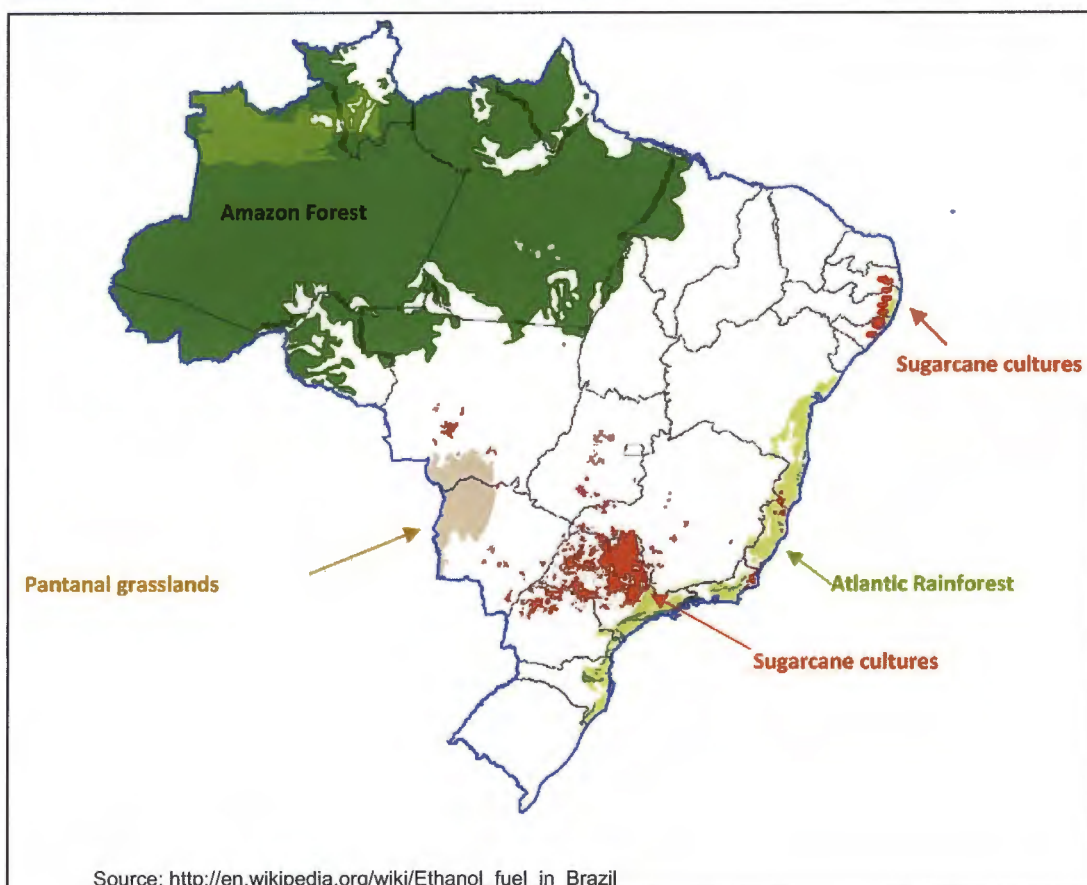 Amazon Forest
Sugarcane cultures
Pantanal grasslands
Atlantic Rainforest
Sugarcane cultures
Source: http://en.wikipedia.org/wiki/Ethanol_fuel_in_Brazil